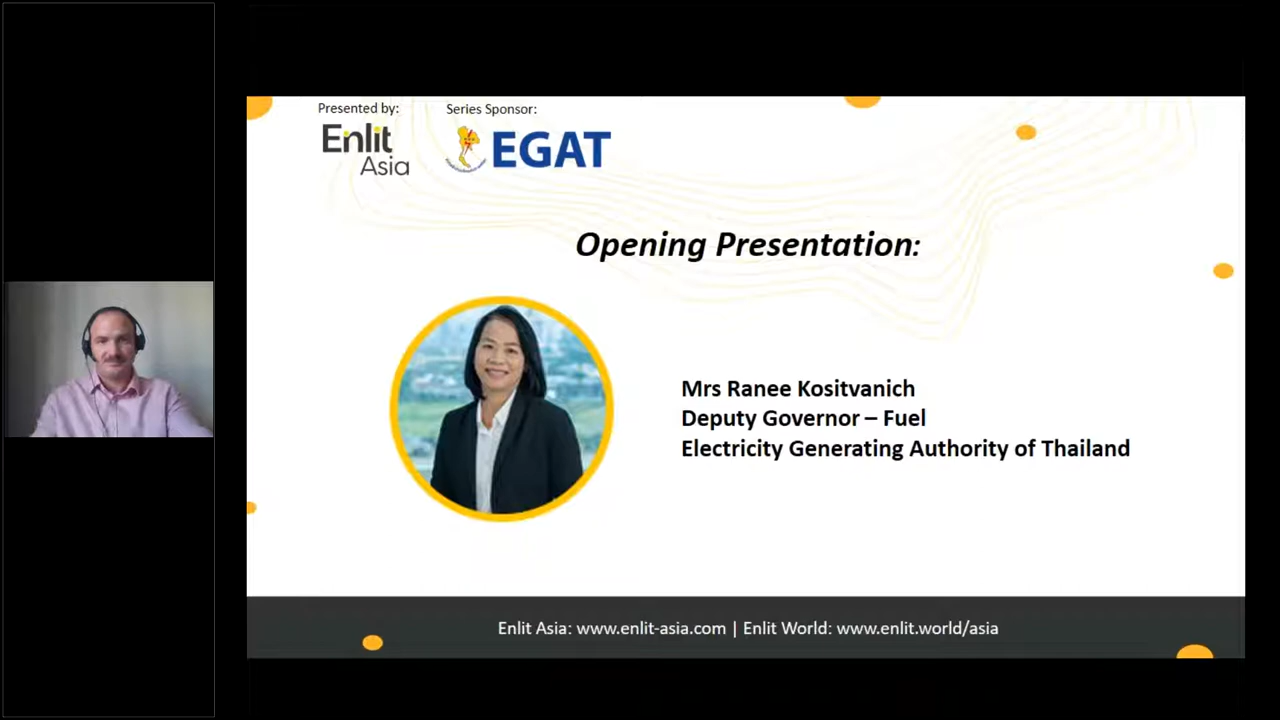 Presented by:
Series Sponsor:
Enlit
Asia
EGAT
Opening Presentation:
Mrs Ranee Kositvanich
Deputy Governor – Fuel
Electricity Generating Authority of Thailand
Enlit Asia: www.enlit-asia.com | Enlit World: www.enlit.world/asia